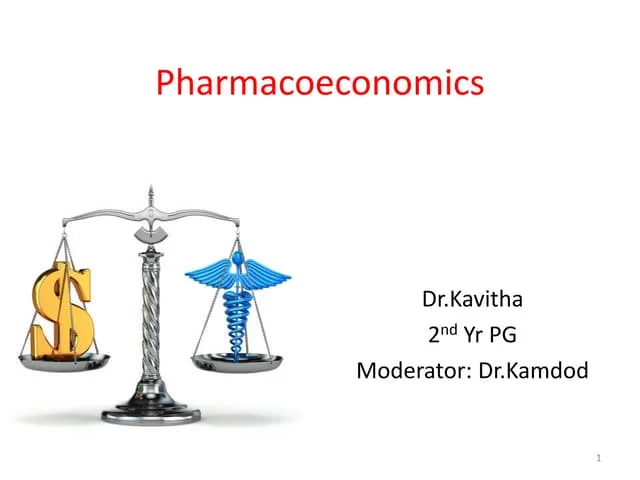 Pharmacoeconomics
Dr.Kavitha
2nd Yr PG
Moderator: Dr.Kamdod
1